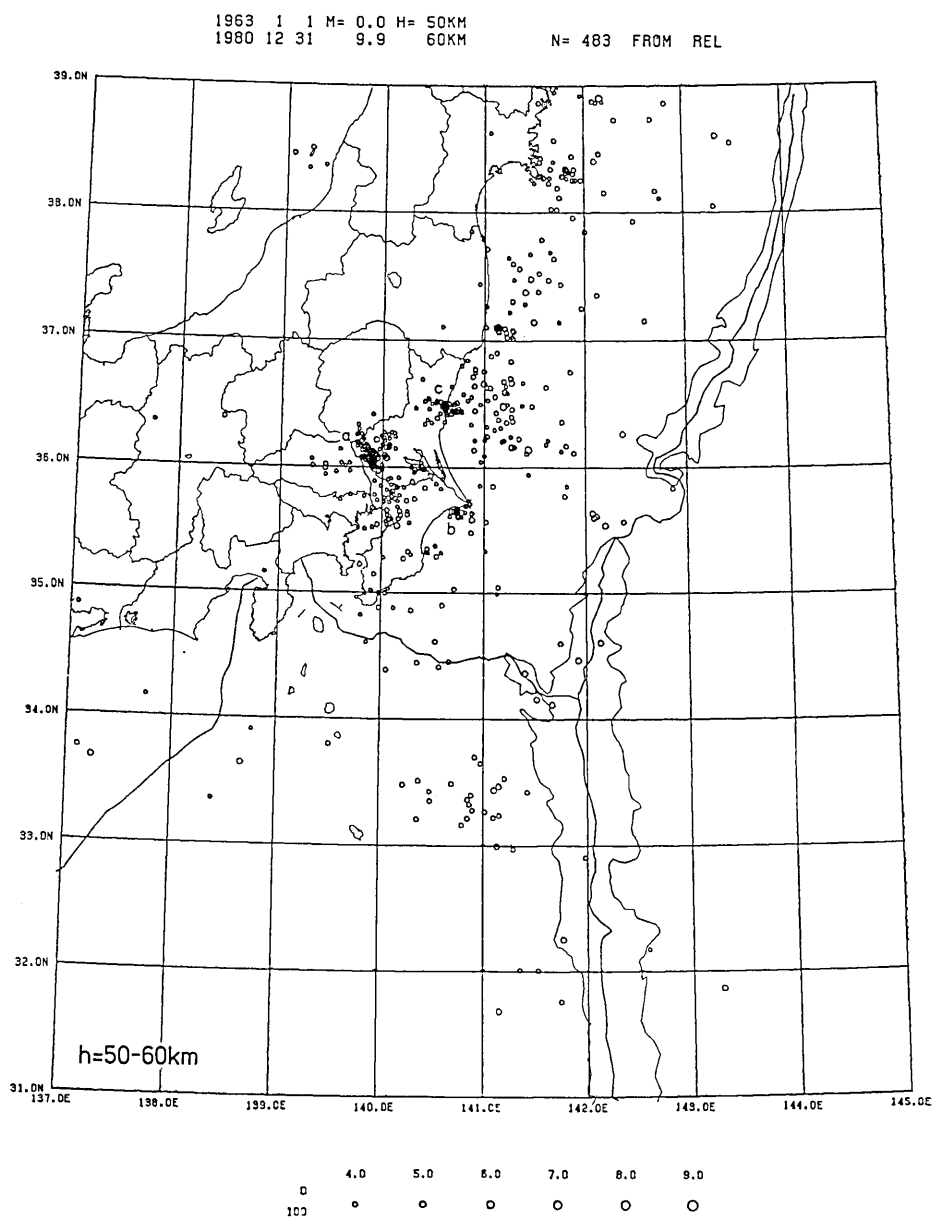 1963 1 1 M= 0.0 H= 50KM
1980 12 31 9.9 60KM N= 483 FROM REL
39.0N
38.0N
37.0N
36.0N
35.0N
34.0N
33.0N
32.0N
31.0N
c
a
b
h=50-60km
137.0E 138.0E 139.0E 140.0E 141.0E 142.0E 143.0E 144.0E 145.0E
4.0 5.0 6.0 7.0 8.0 9.0
0
100